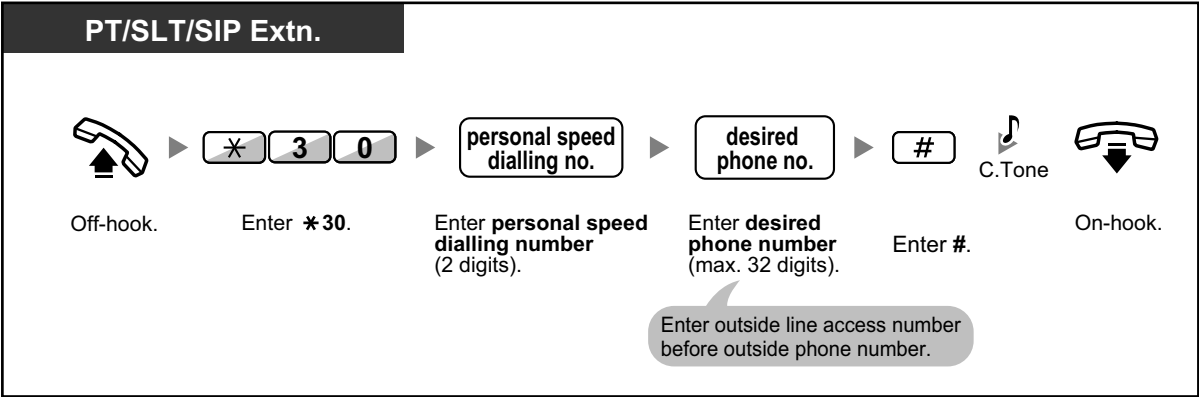 PT/SLT/SIP Extn.
* 3 0
personal speed
dialling no.
desired
phone no.
#
C.Tone
Off-hook.
Enter *30.
Enter personal speed
dialling number
(2 digits).
Enter desired
phone number
(max. 32 digits).
Enter #.
On-hook.
Enter outside line access number
before outside phone number.